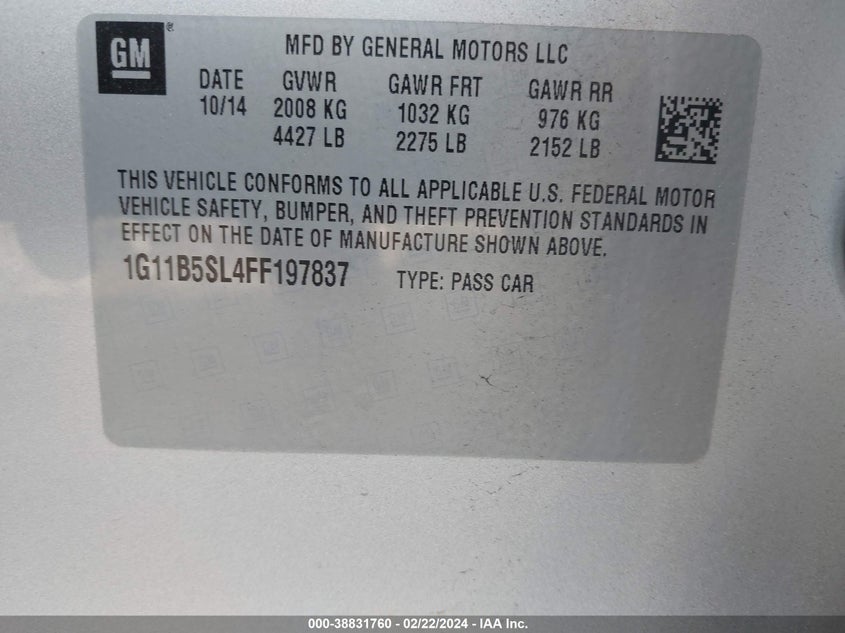 GM®
MFD BY GENERAL MOTORS LLC
DATE GVWR GAWR FRT GAWR RR
10/14 2008 KG 1032 KG 976 KG
4427 LB 2275 LB 2152 LB
THIS VEHICLE CONFORMS TO ALL APPLICABLE U.S. FEDERAL MOTOR
VEHICLE SAFETY, BUMPER, AND THEFT PREVENTION STANDARDS IN
EFFECT ON THE DATE OF MANUFACTURE SHOWN ABOVE.
1G11B5SL4FF197837 TYPE: PASS CAR
000-38831760 - 02/22/2024 - IAA Inc.